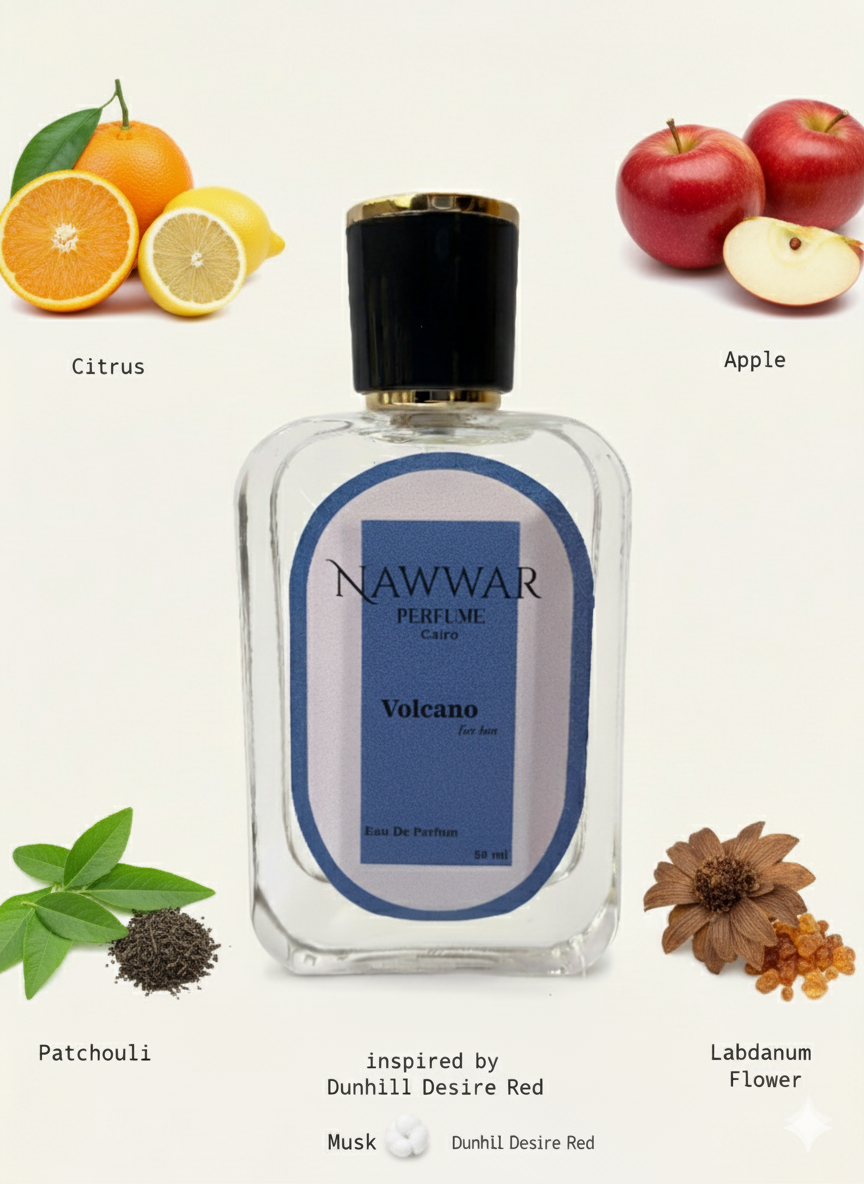 Citrus
Apple
NAWWAR
PERFUME
Cairo
Volcano
Eau De Parfum
50 ml
Patchouli
Labdanum
Flower
inspired by
Dunhill Desire Red
Musk
Dunhil Desire Red